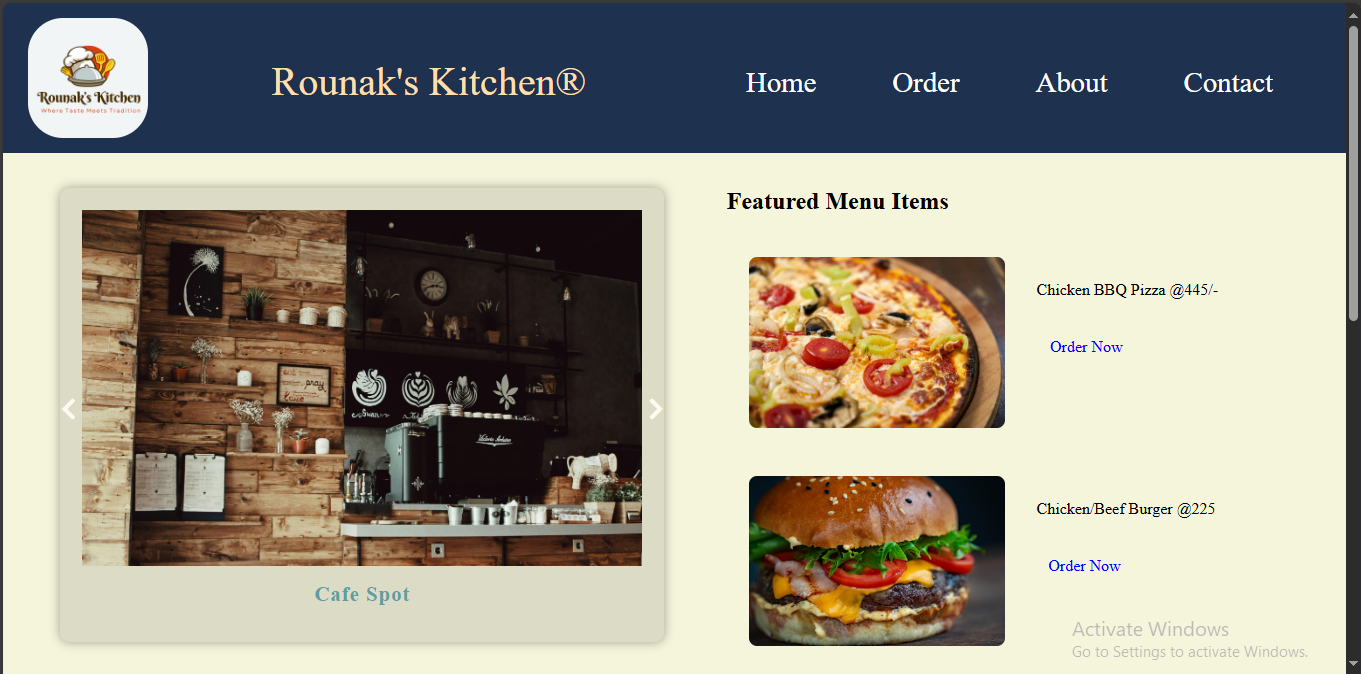 Rounak's Kitchen
Where Taste Meets Tradition
Rounak's Kitchen®
Home
Order
About
Contact
Featured Menu Items
pray
Cafe Spot
Chicken BBQ Pizza @445/-
Order Now
Chicken/Beef Burger @225
Order Now
Activate Windows
Go to Settings to activate Windows.